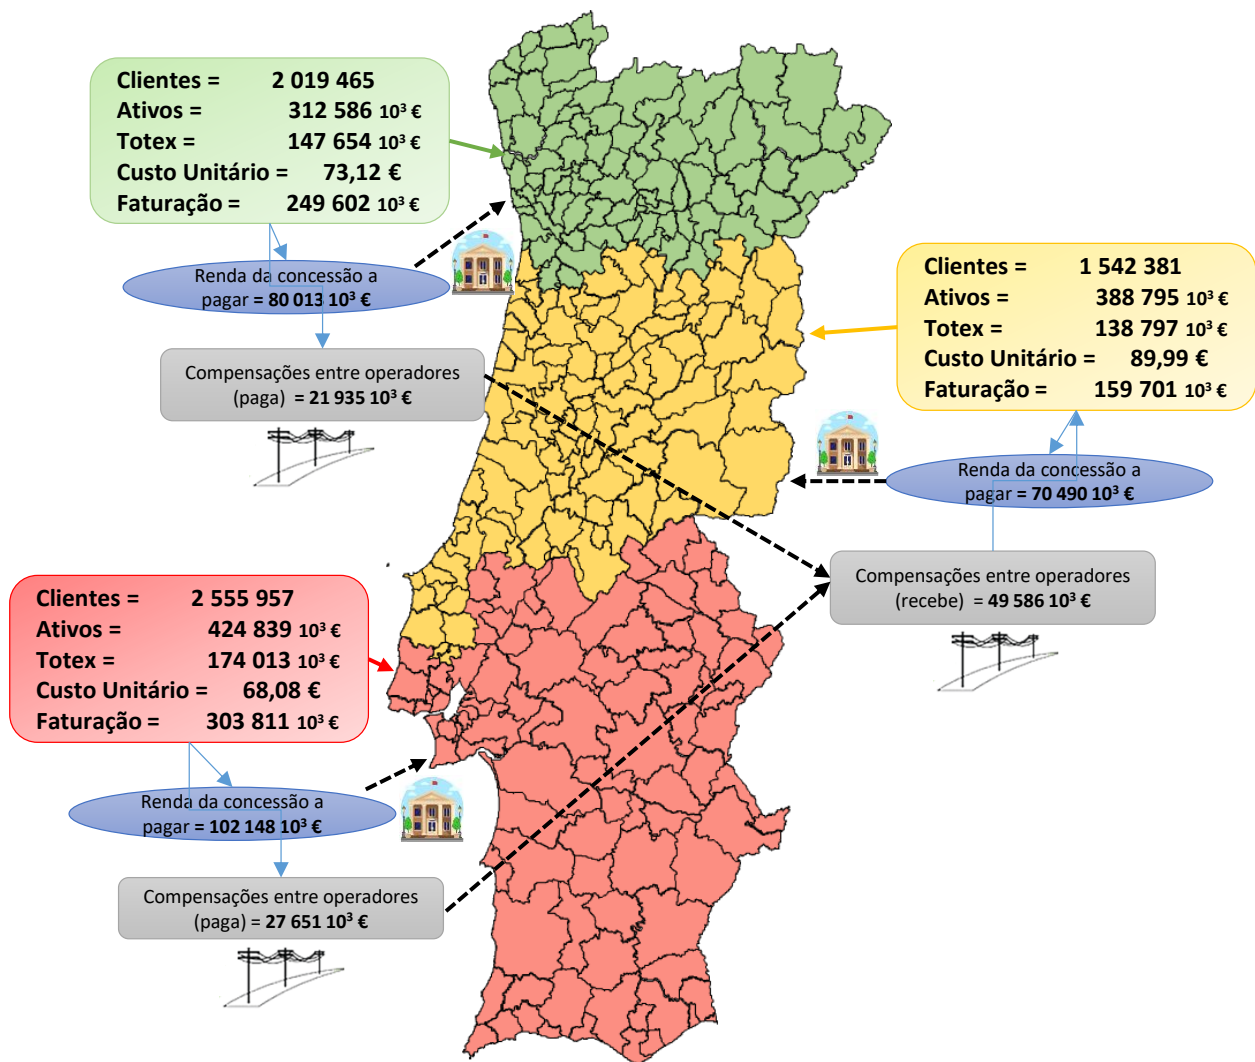 Clientes = 2 019 465
Ativos = 312 586 10³ €
Totex = 147 654 10³ €
Custo Unitário = 73,12 €
Faturação = 249 602 10³ €
Renda da concessão a
pagar = 80 013 10³ €
Compensações entre operadores
(paga) = 21 935 10³ €
Clientes = 1 542 381
Ativos = 388 795 10³ €
Totex = 138 797 10³ €
Custo Unitário = 89,99 €
Faturação = 159 701 10³ €
Renda da concessão a
pagar = 70 490 10³ €
Compensações entre operadores
(recebe) = 49 586 10³ €
Clientes = 2 555 957
Ativos = 424 839 10³ €
Totex = 174 013 10³ €
Custo Unitário = 68,08 €
Faturação = 303 811 10³ €
Renda da concessão a
pagar = 102 148 10³ €
Compensações entre operadores
(paga) = 27 651 10³ €